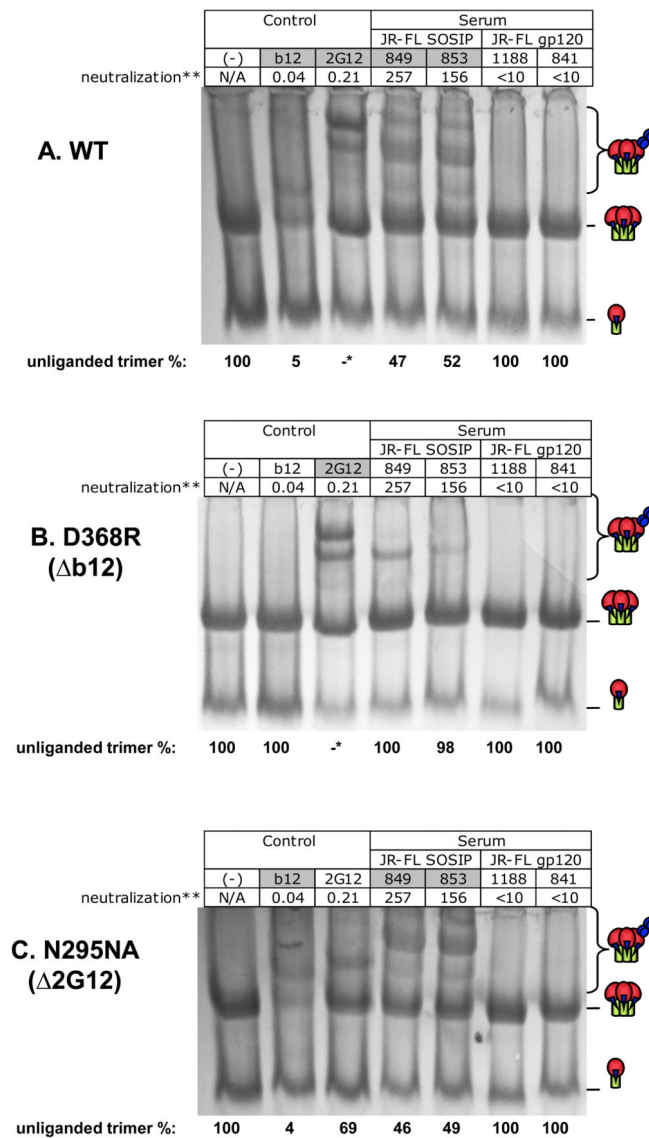 Control Serum
JR-FL SOSIP JR-FL gp120
(-) b12 2G12 849 853 1188 841
neutralization** N/A 0.04 0.21 257 156 <10 <10
A. WT
unliganded trimer %: 100 5 -* 47 52 100 100
Control Serum
JR-FL SOSIP JR-FL gp120
(-) b12 2G12 849 853 1188 841
neutralization** N/A 0.04 0.21 257 156 <10 <10
B. D368R
(Δb12)
unliganded trimer %: 100 100 -* 100 98 100 100
Control Serum
JR-FL SOSIP JR-FL gp120
(-) b12 2G12 849 853 1188 841
neutralization** N/A 0.04 0.21 257 156 <10 <10
C. N295NA
(Δ2G12)
unliganded trimer %: 100 4 69 46 49 100 100